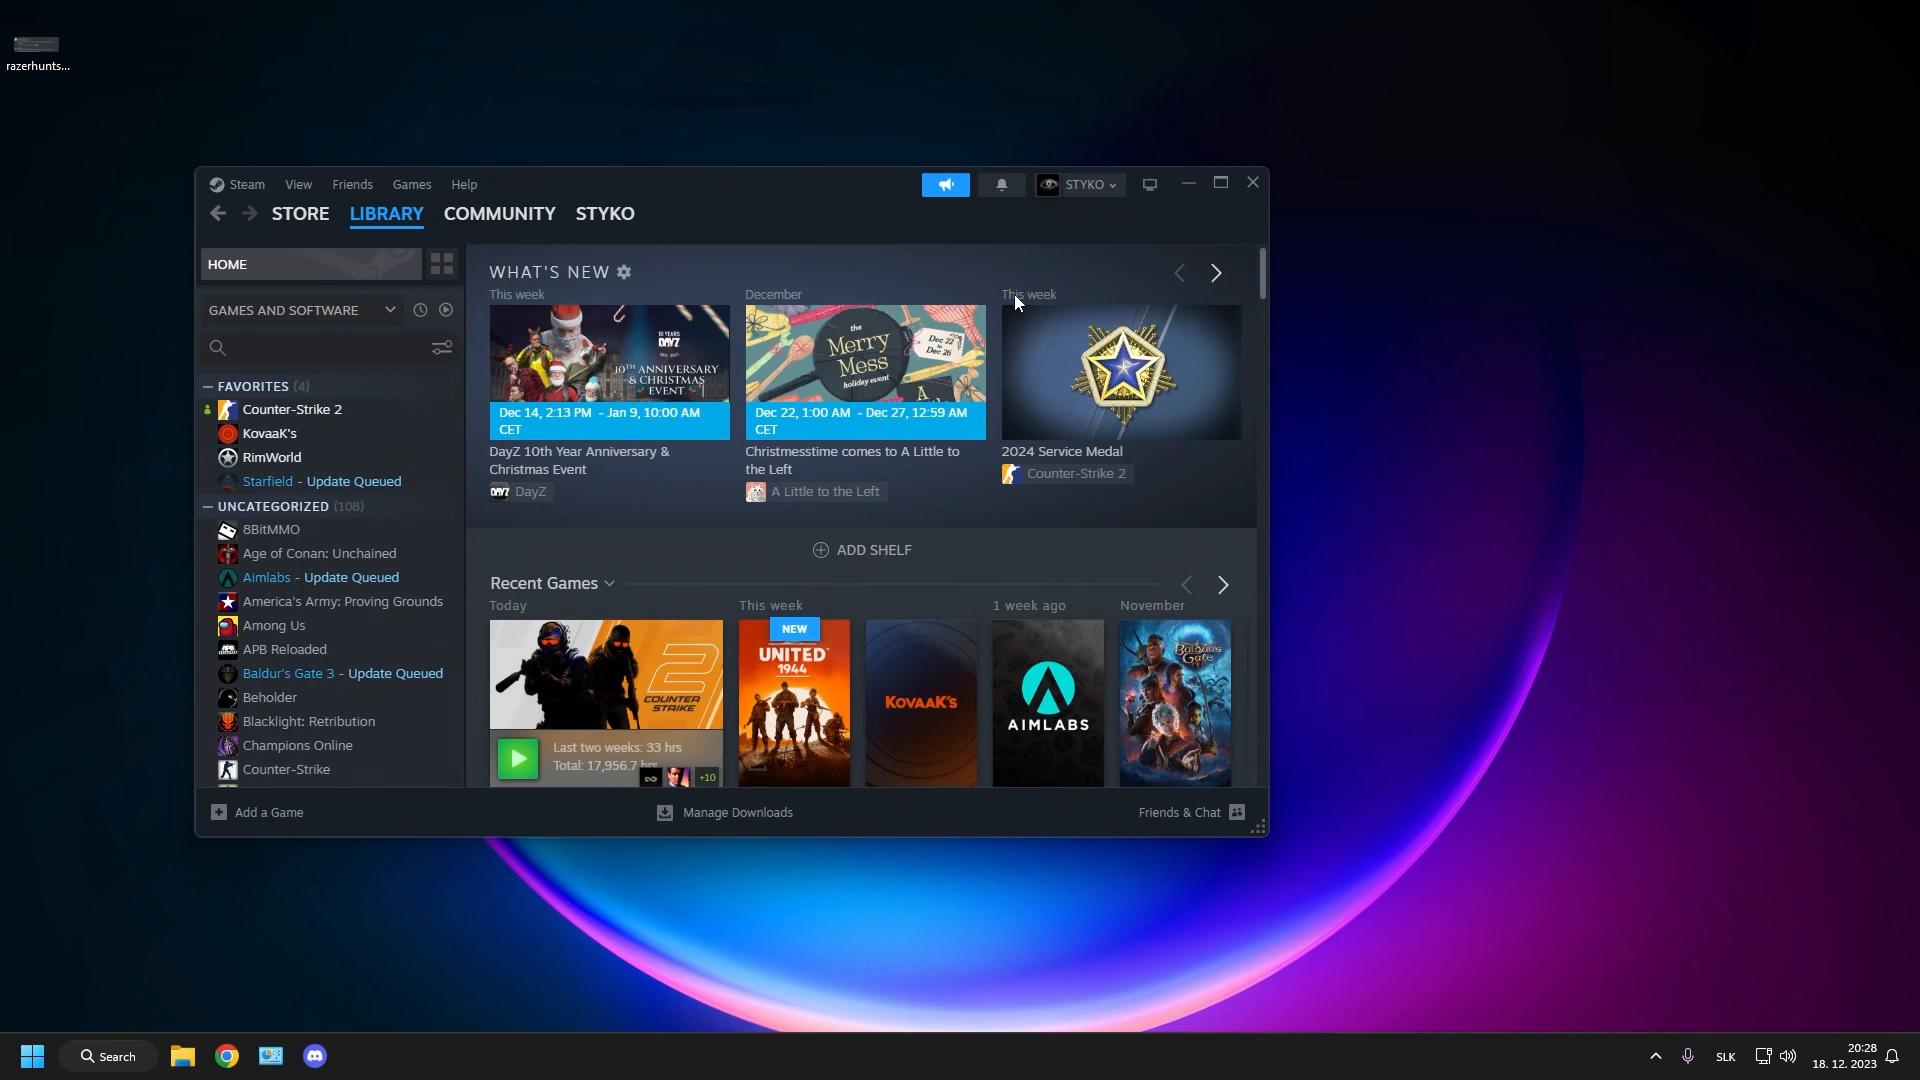 razerhunts...
Steam View Friends Games Help STYKO
STORE LIBRARY COMMUNITY STYKO
HOME
GAMES AND SOFTWARE
FAVORITES (4)
Counter-Strike 2
KovaaK's
RimWorld
Starfield - Update Queued
UNCATEGORIZED (108)
8BitMMO
Age of Conan: Unchained
Aimlabs - Update Queued
America's Army: Proving Grounds
Among Us
APB Reloaded
Baldur's Gate 3 - Update Queued
Beholder
Blacklight: Retribution
Champions Online
Counter-Strike
WHAT'S NEW
This week
10 YEARS
DAYZ
10TH ANNIVERSARY
& CHRISTMAS
EVENT
Dec 14, 2:13 PM - Jan 9, 10:00 AM
CET
DayZ 10th Year Anniversary &
Christmas Event
DAYZ DayZ
December
the
Merry
Mess
holiday event
Dec 22
to
Dec 26
Dec 22, 1:00 AM - Dec 27, 12:59 AM
CET
Christmesstime comes to A Little to
the Left
A Little to the Left
This week
2024 Service Medal
Counter-Strike 2
ADD SHELF
Recent Games
Today
2
COUNTER
STRIKE
Last two weeks: 33 hrs
Total: 17,956.7 hrs
+10
This week
NEW
UNITED
1944
KOVAAK'S
1 week ago
AIMLABS
November
Baldur's
Gate
Add a Game
Manage Downloads
Friends & Chat
Search
SLK
20:28
18. 12. 2023